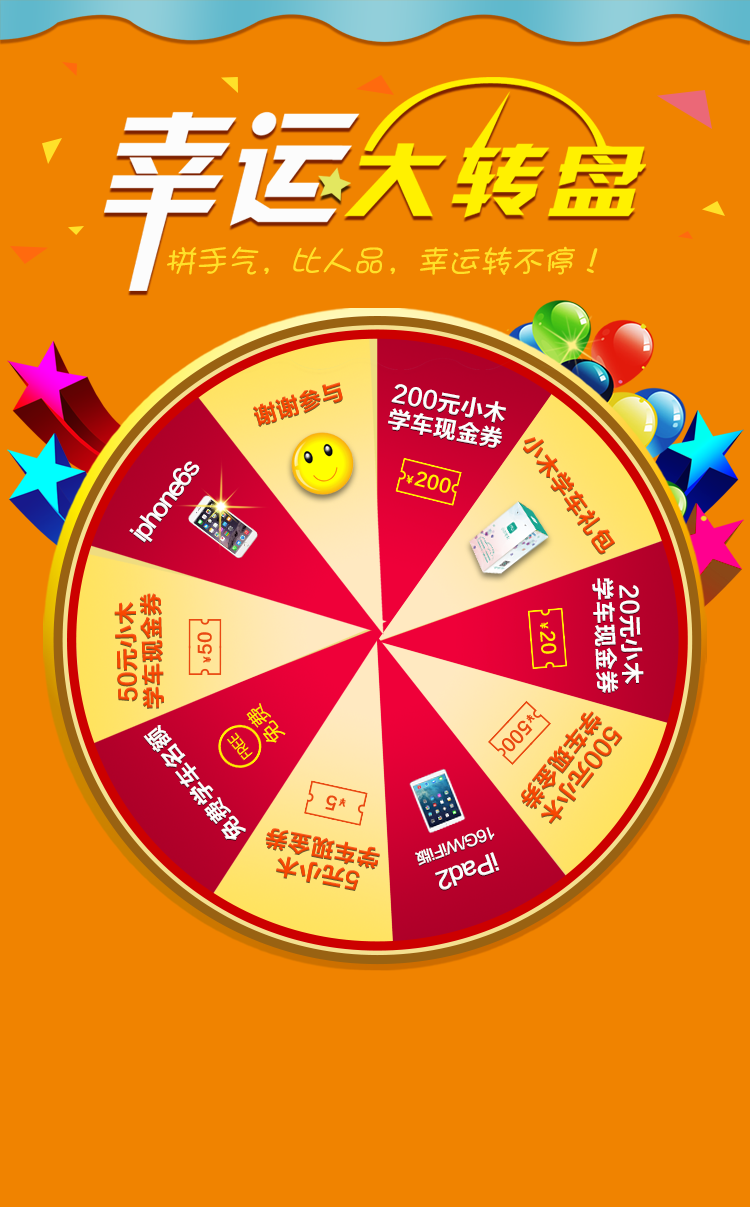 幸运大转盘
拼手气，比人品，幸运转不停！
200元小木
学车现金券
¥200
小木学车礼包
20元小木
学车现金券
¥20
500元小木
学车现金券
¥500
iPad2
16G/WiFi版
5元小木
学车现金券
¥5
免费学车名额
免费
FREE
50元小木
学车现金券
¥50
iphone6s
谢谢参与